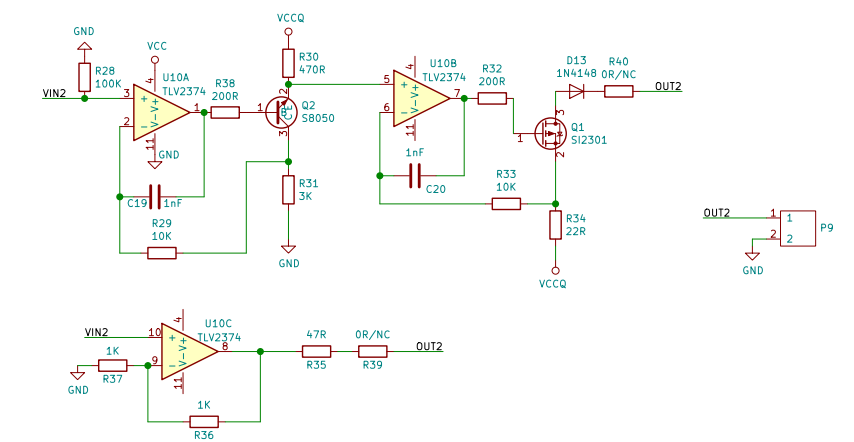 GND
VCC
VCCQ
R28
100K
VIN2
U10A
TLV2374
3
+
4
V+
V-
-
2
11
1
GND
R38
200R
1
R30
470R
2
Q2
S8050
B
C
E
3
C19
1nF
R29
10K
R31
3K
GND
U10B
TLV2374
5
+
4
V+
V-
-
6
11
7
R32
200R
1nF
C20
R33
10K
D13
1N4148
R40
0R/NC
OUT2
3
Q1
SI2301
1
2
R34
22R
VCCQ
OUT2
1
1
2
2
P9
GND
VIN2
10
+
4
U10C
TLV2374
V+
V-
-
9
11
8
1K
R37
GND
1K
R36
47R
R35
0R/NC
R39
OUT2